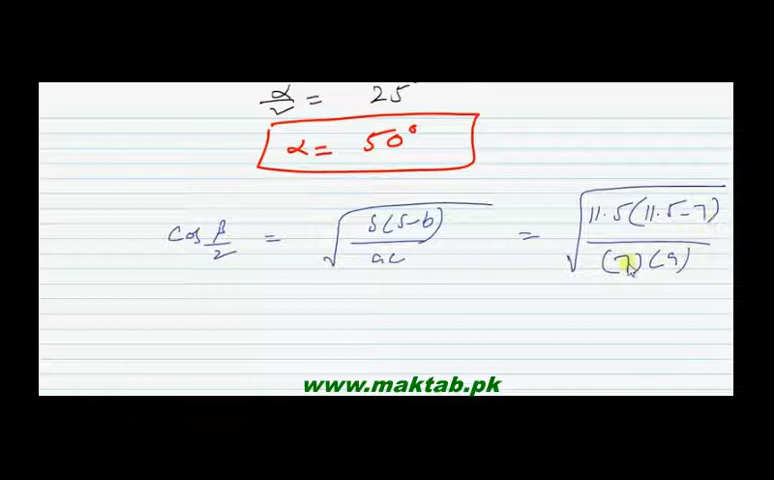 α/2 = 25
α = 50°
cos β/2 = √(s(s-b)/ac) = √(11.5(11.5-7)/(7)(9))
www.maktab.pk